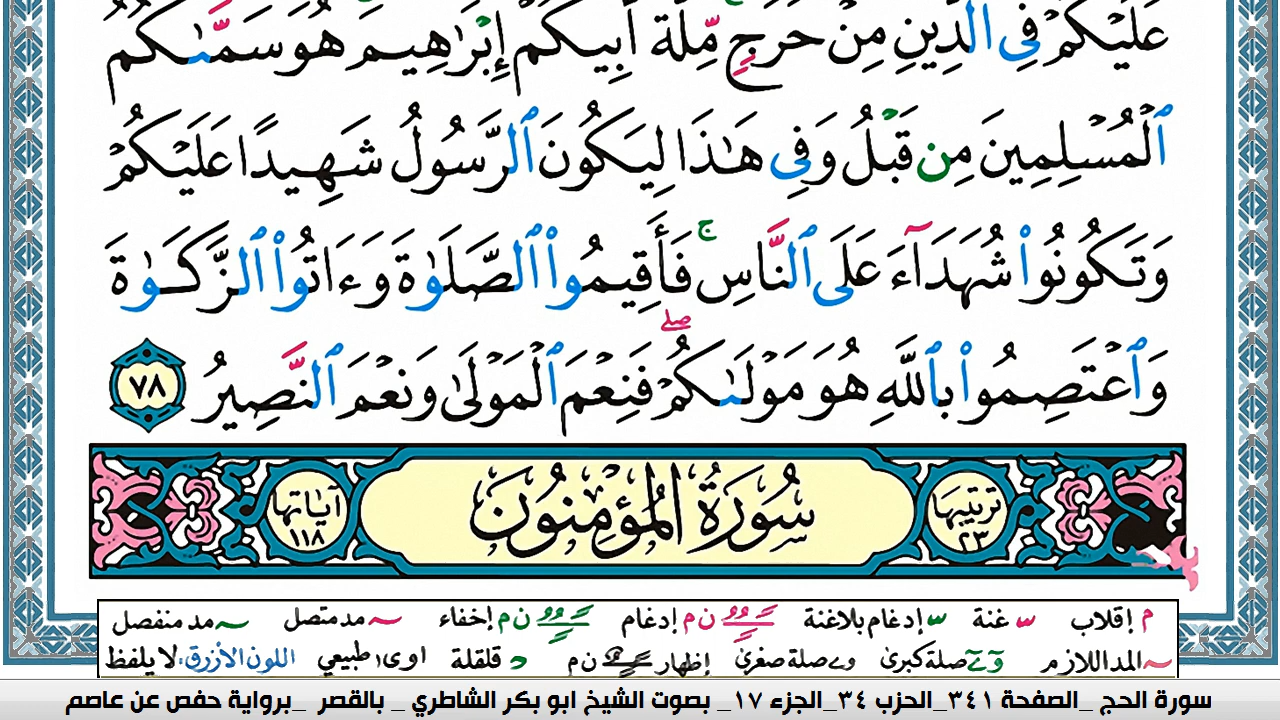 عَلَيۡكُمۡ فِي ٱلدِّينِ مِنۡ حَرَجٖۚ مِّلَّةَ أَبِيكُمۡ إِبۡرَٰهِيمَۚ هُوَ سَمَّىٰكُمُ
ٱلۡمُسۡلِمِينَ مِن قَبۡلُ وَفِي هَٰذَا لِيَكُونَ ٱلرَّسُولُ شَهِيدًا عَلَيۡكُمۡ
وَتَكُونُواْ شُهَدَآءَ عَلَى ٱلنَّاسِۚ فَأَقِيمُواْ ٱلصَّلَوٰةَ وَءَاتُواْ ٱلزَّكَوٰةَ
وَٱعۡتَصِمُواْ بِٱللَّهِ هُوَ مَوۡلَىٰكُمۡۖ فَنِعۡمَ ٱلۡمَوۡلَىٰ وَنِعۡمَ ٱلنَّصِيرُ ٧٨
ترتيبها ٢٣ سُورَةُ المُؤۡمِنُونَ آياتها ١١٨
م إقلاب ـ غنة ـ إدغام بلاغنة ن م إدغام ن م إخفاء ـ مد متصل ـ مد منفصل
ـ المد اللازم و ے صلة كبرى و ے صلة صغرى إظهار ن م د قلقلة اوى طبيعي اللون الأزرق: لا يلفظ
سورة الحج _الصفحة ٣٤١_الحزب ٣٤_الجزء ١٧_ بصوت الشيخ ابو بكر الشاطري _ بالقصر _برواية حفص عن عاصم